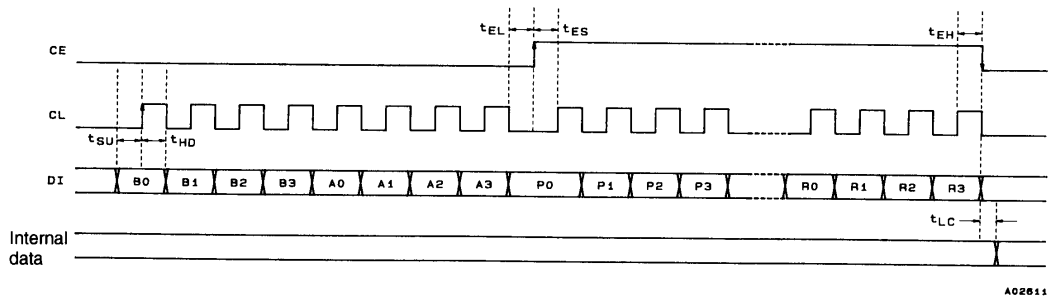 tEL tES tEH
CE
CL
tSU tHD
DI B0 B1 B2 B3 A0 A1 A2 A3 P0 P1 P2 P3 R0 R1 R2 R3
tLC
Internal
data
A02611